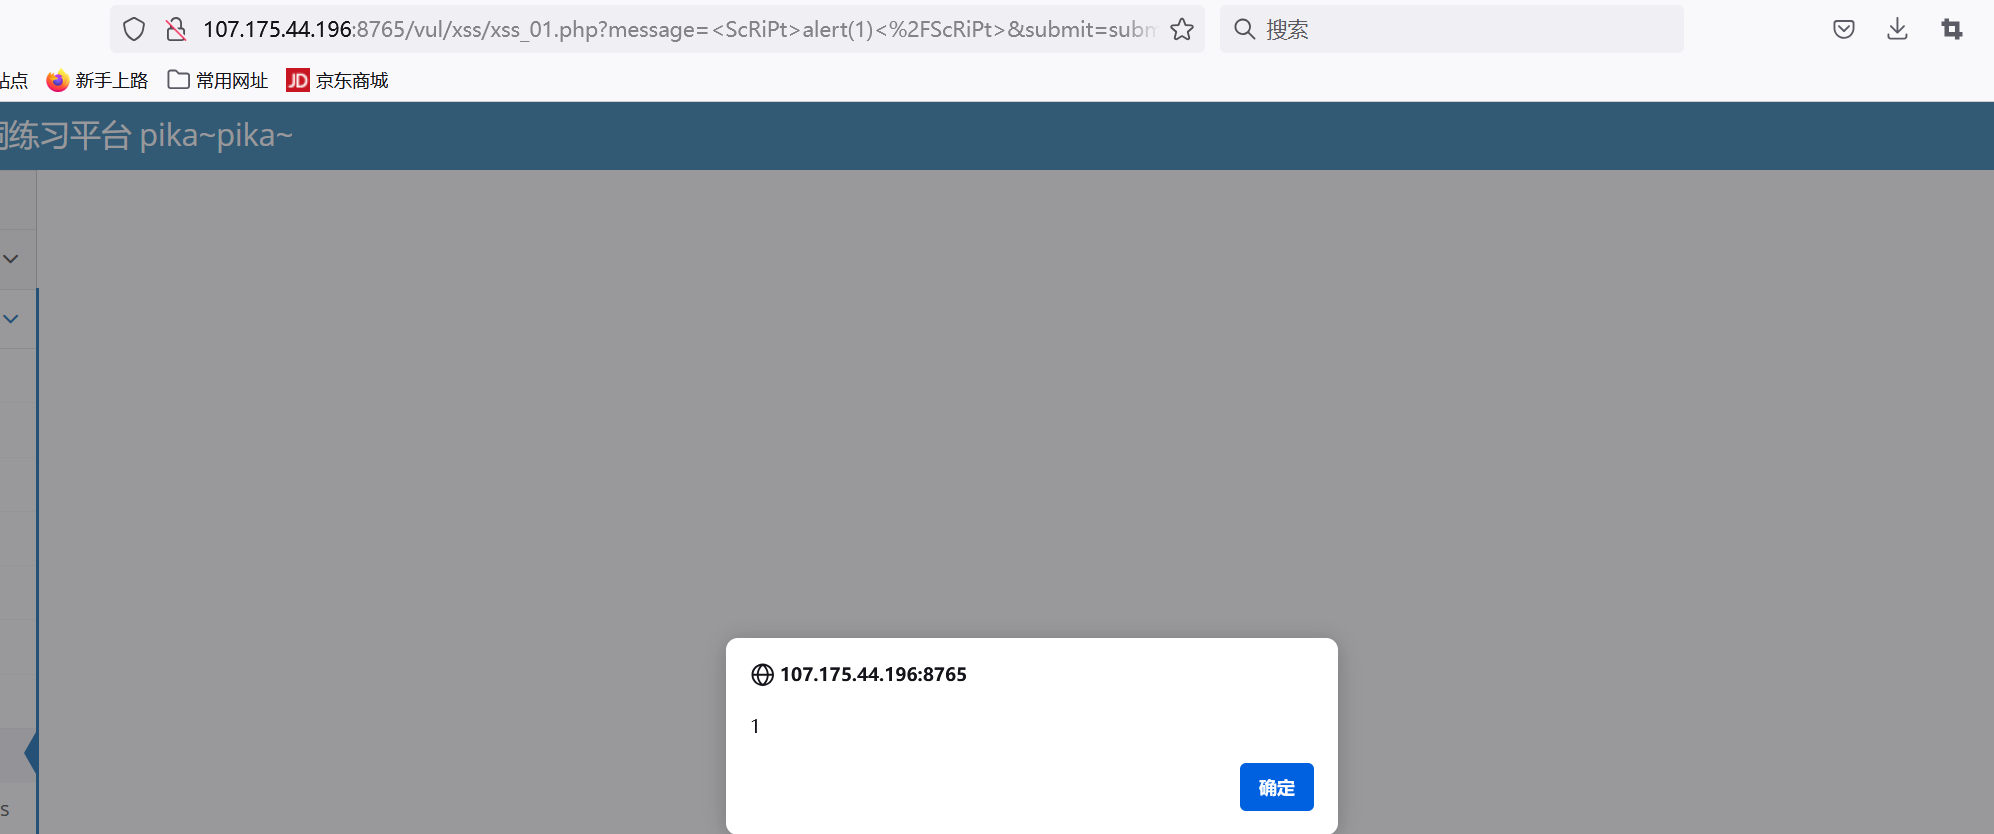 107.175.44.196:8765/vul/xss/xss_01.php?message=<ScRiPt>alert(1)<%2FScRiPt>&submit=subm
搜索
站点 新手上路 常用网址 JD 京东商城
洞练习平台 pika~pika~
s
107.175.44.196:8765
1
确定